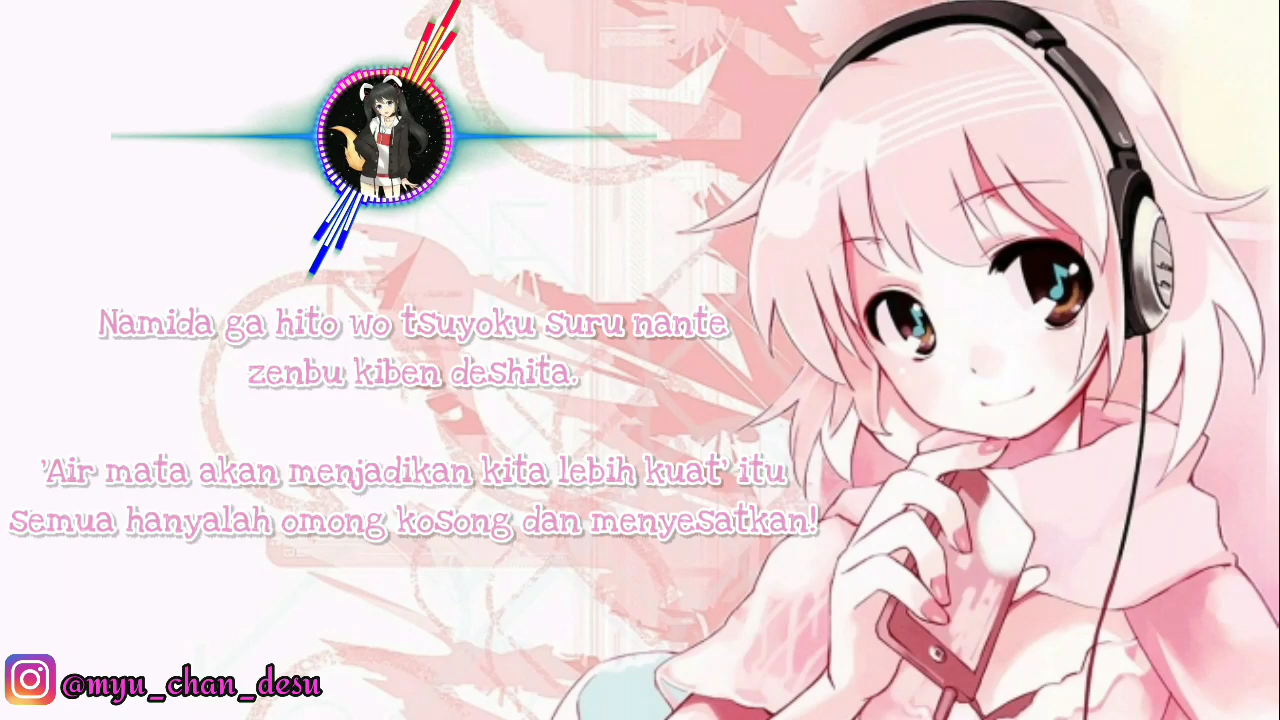 Namida ga hito wo tsuyoku suru nante
zenbu kiben deshita.
'Air mata akan menjadikan kita lebih kuat' itu
semua hanyalah omong kosong dan menyesatkan!
@myu_chan_desu